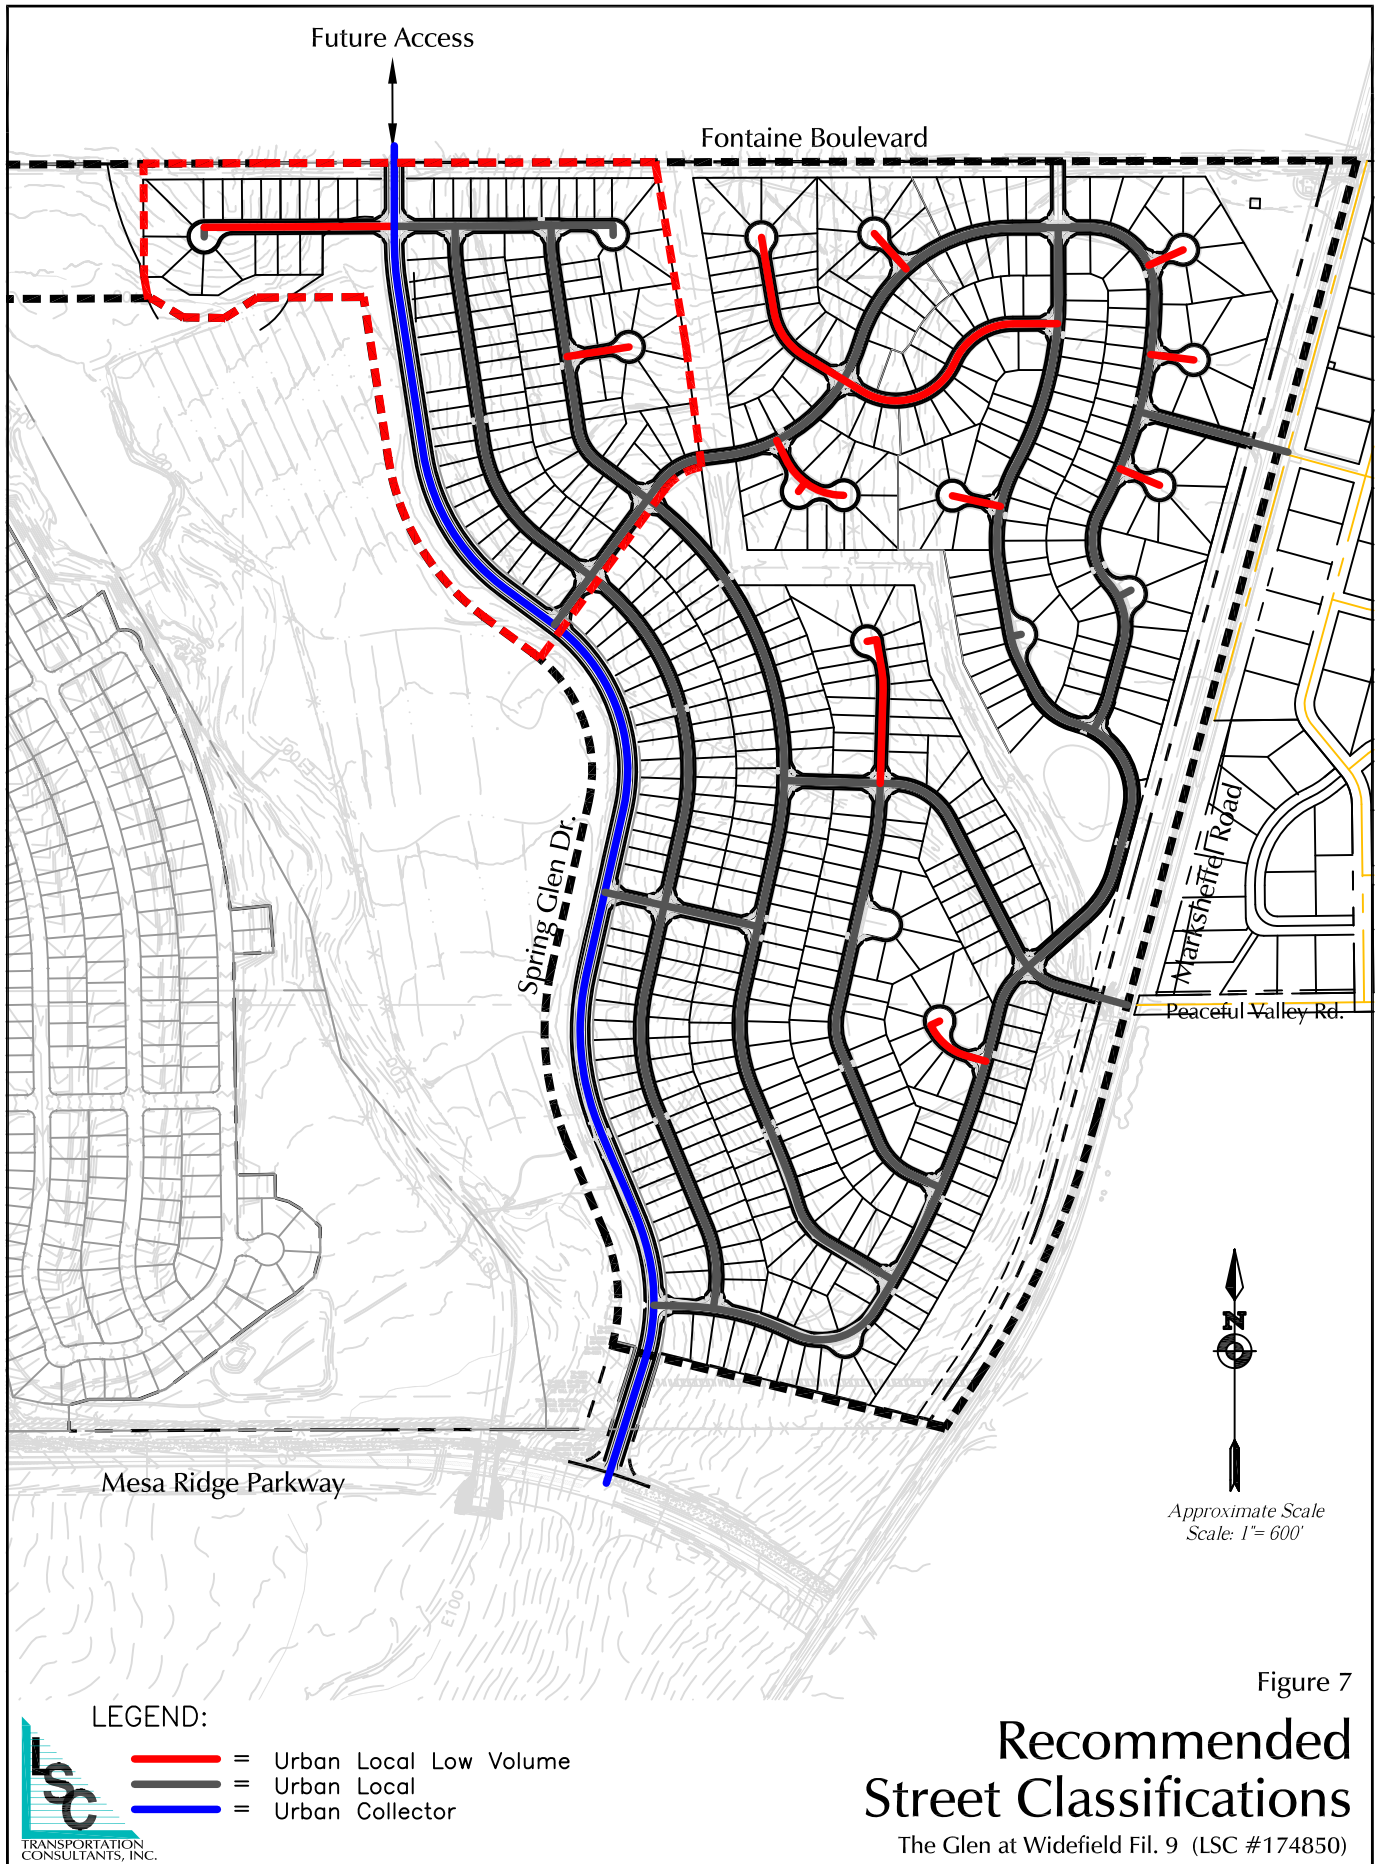 Future Access
Fontaine Boulevard
Spring Glen Dr.
Marksheffel Road
Peaceful Valley Rd.
Mesa Ridge Parkway
N
Approximate Scale
Scale: 1"= 600'
E100
Figure 7
LEGEND:
= Urban Local Low Volume
= Urban Local
= Urban Collector
Recommended
Street Classifications
The Glen at Widefield Fil. 9 (LSC #174850)
LSC
TRANSPORTATION
CONSULTANTS, INC.